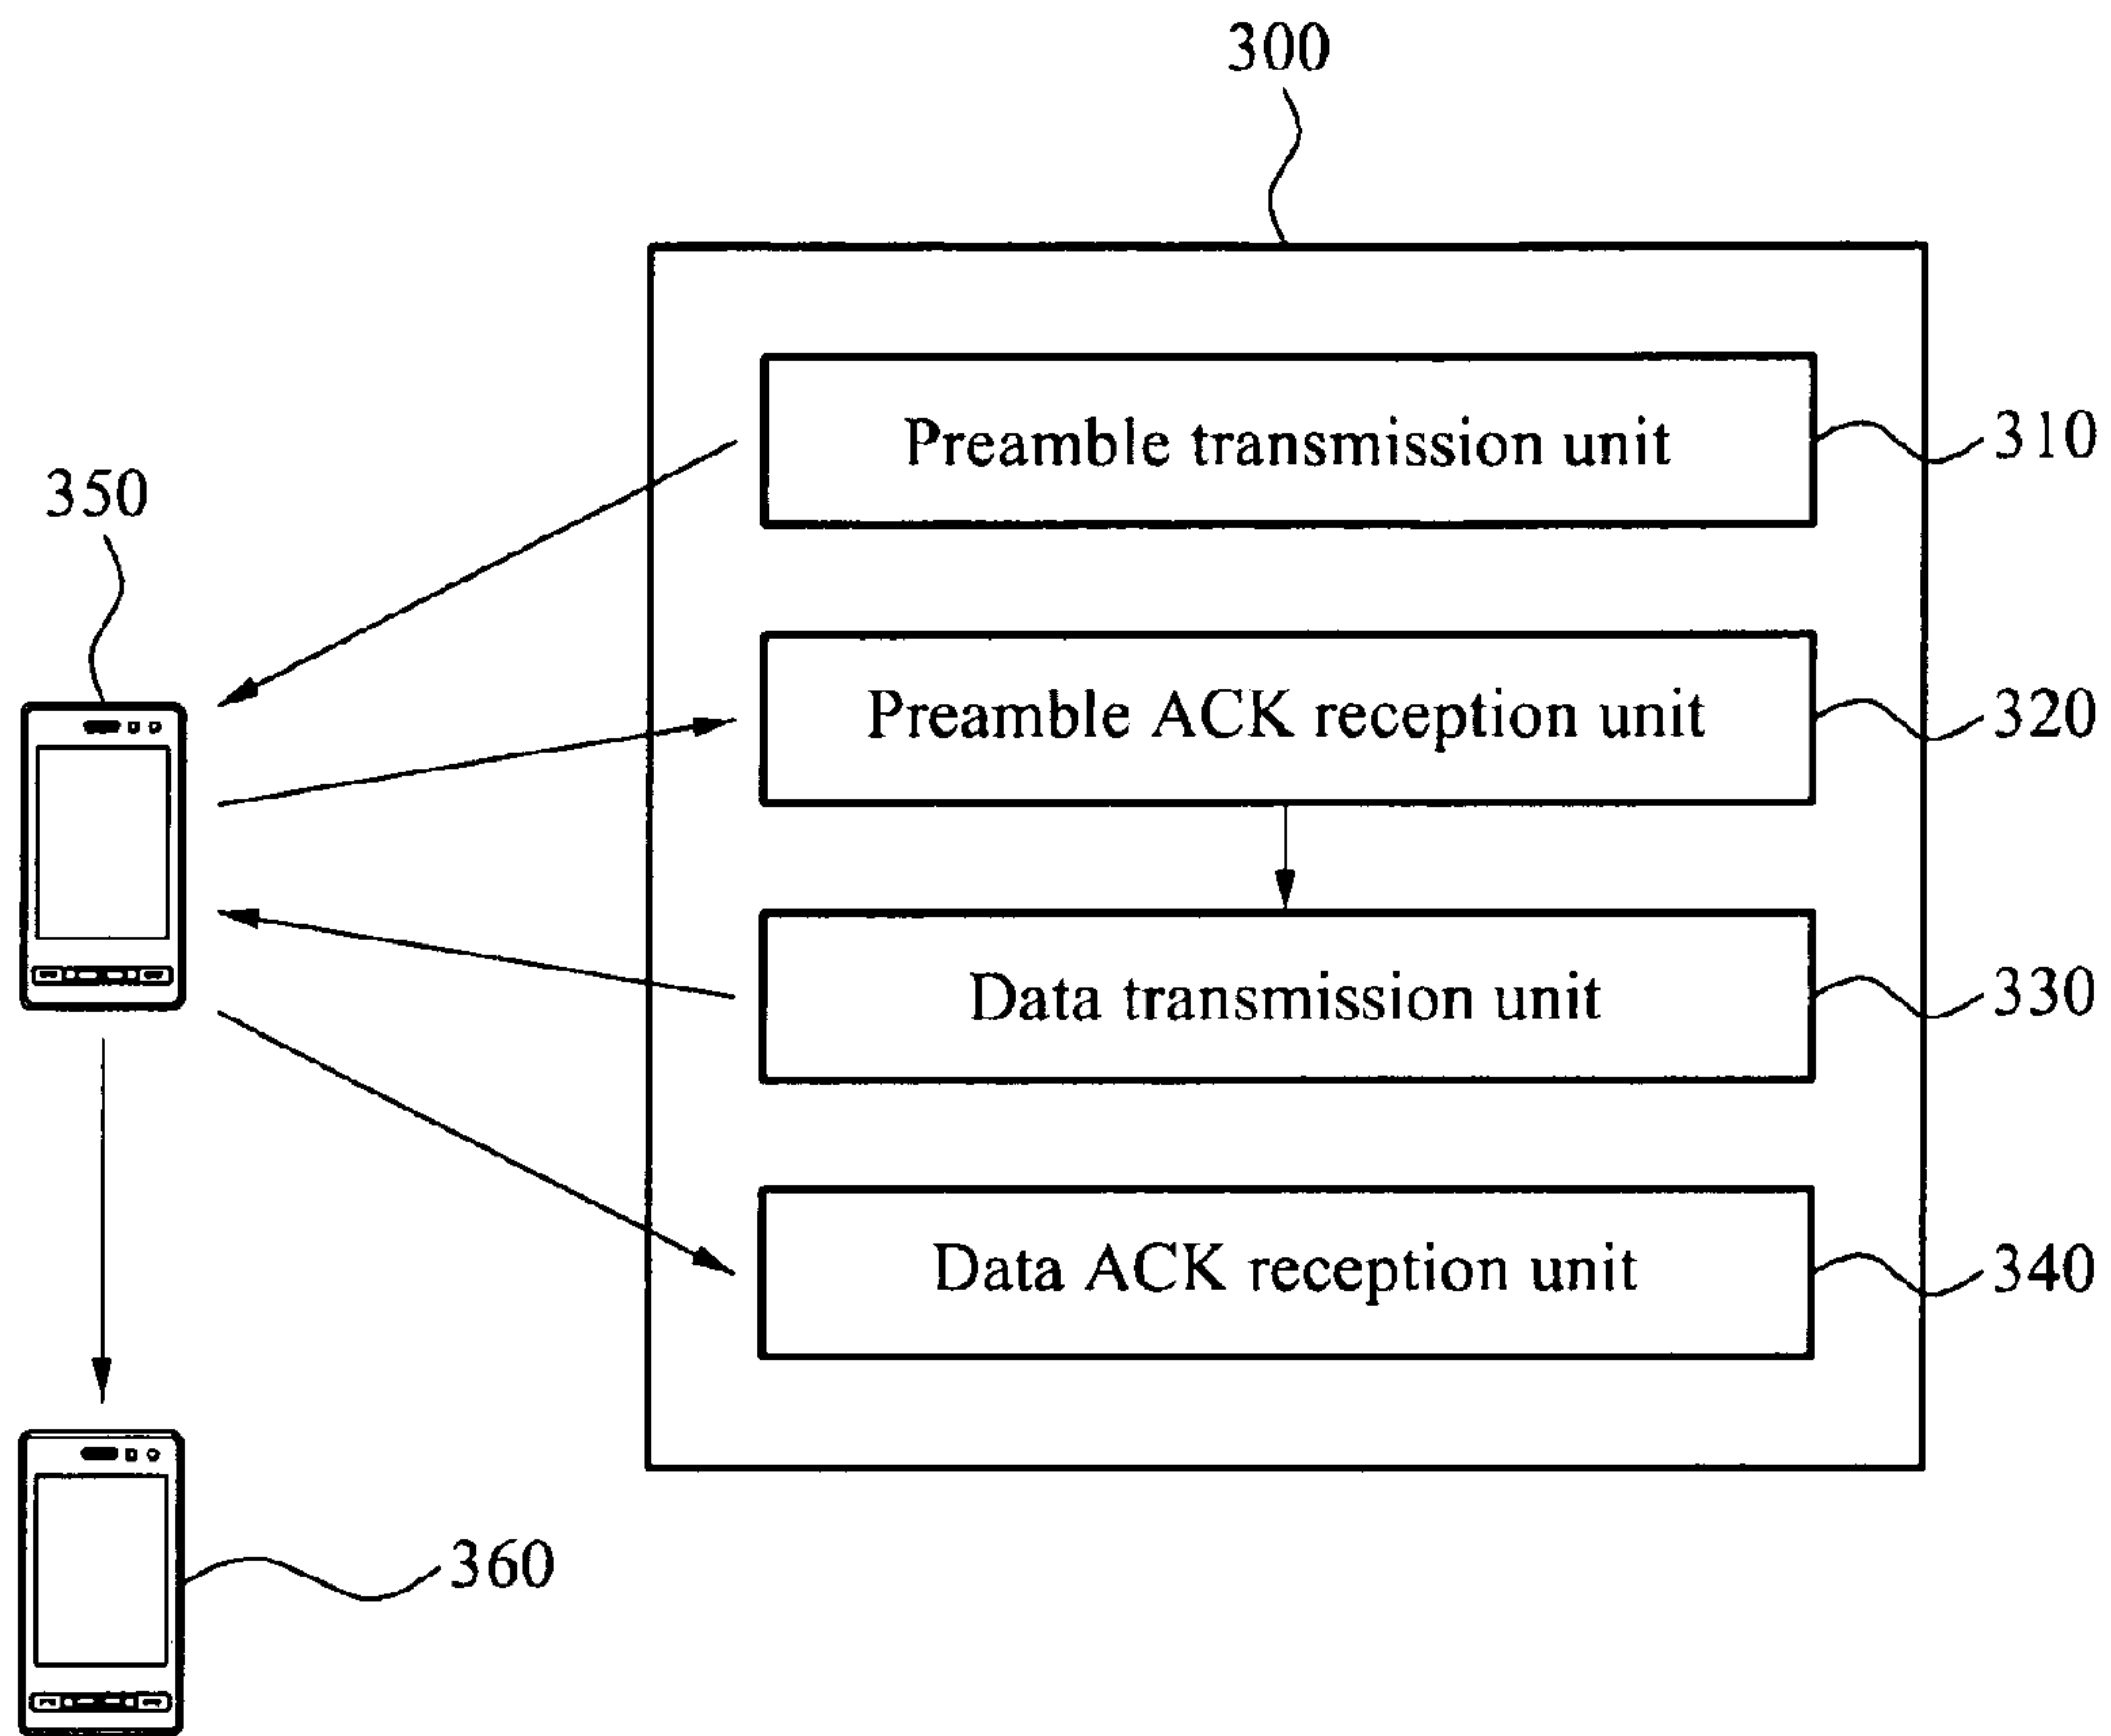 300
Preamble transmission unit
310
350
Preamble ACK reception unit
320
Data transmission unit
330
Data ACK reception unit
340
360